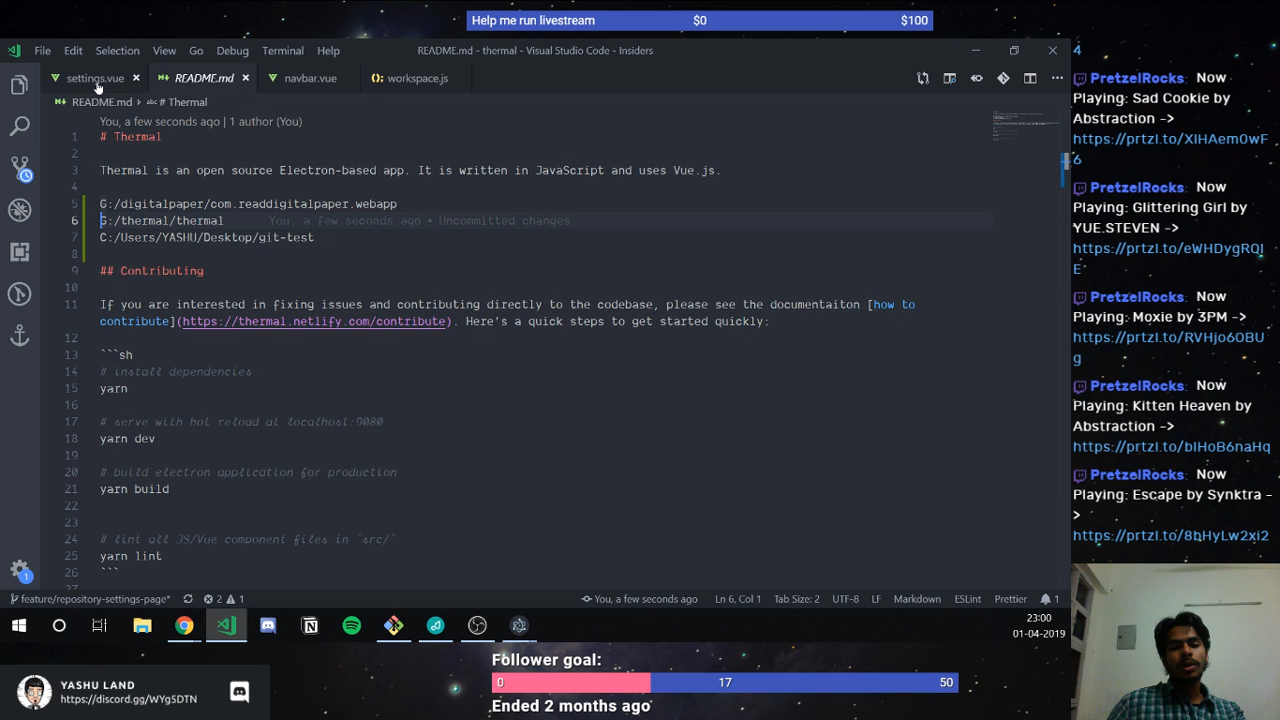 Help me run livestream $0 $100
File Edit Selection View Go Debug Terminal Help README.md - thermal - Visual Studio Code - Insiders
settings.vue README.md navbar.vue workspace.js
README.md › # Thermal
You, a few seconds ago | 1 author (You)
1 # Thermal
2
3 Thermal is an open source Electron-based app. It is written in JavaScript and uses Vue.js.
4
5 G:/digitalpaper/com.readdigitalpaper.webapp
6 G:/thermal/thermal You, a few seconds ago • Uncommitted changes
7 C:/Users/YASHU/Desktop/git-test
8
9 ## Contributing
10
11 If you are interested in fixing issues and contributing directly to the codebase, please see the documentaiton [how to
contribute](https://thermal.netlify.com/contribute). Here's a quick steps to get started quickly:
12
13 ```sh
14 # install dependencies
15 yarn
16
17 # serve with hot reload at localhost:9080
18 yarn dev
19
20 # build electron application for production
21 yarn build
22
23
24 # lint all JS/Vue component files in `src/`
25 yarn lint
26 ```
feature/repository-settings-page* 2 1 You, a few seconds ago Ln 6, Col 1 Tab Size: 2 UTF-8 LF Markdown ESLint Prettier 1
1
23:00
01-04-2019
4
PretzelRocks: Now
Playing: Sad Cookie by
Abstraction ->
https://prtzl.to/XIHAem0wF
6
PretzelRocks: Now
Playing: Glittering Girl by
YUE.STEVEN ->
https://prtzl.to/eWHDygRQl
E
PretzelRocks: Now
Playing: Moxie by 3PM ->
https://prtzl.to/RVHjo6OBU
g
PretzelRocks: Now
Playing: Kitten Heaven by
Abstraction ->
https://prtzl.to/blHoB6naHq
PretzelRocks: Now
Playing: Escape by Synktra -
>
https://prtzl.to/8bHyLw2xi2
YASHU LAND
https://discord.gg/WYg5DTN
Follower goal:
0 17 50
Ended 2 months ago